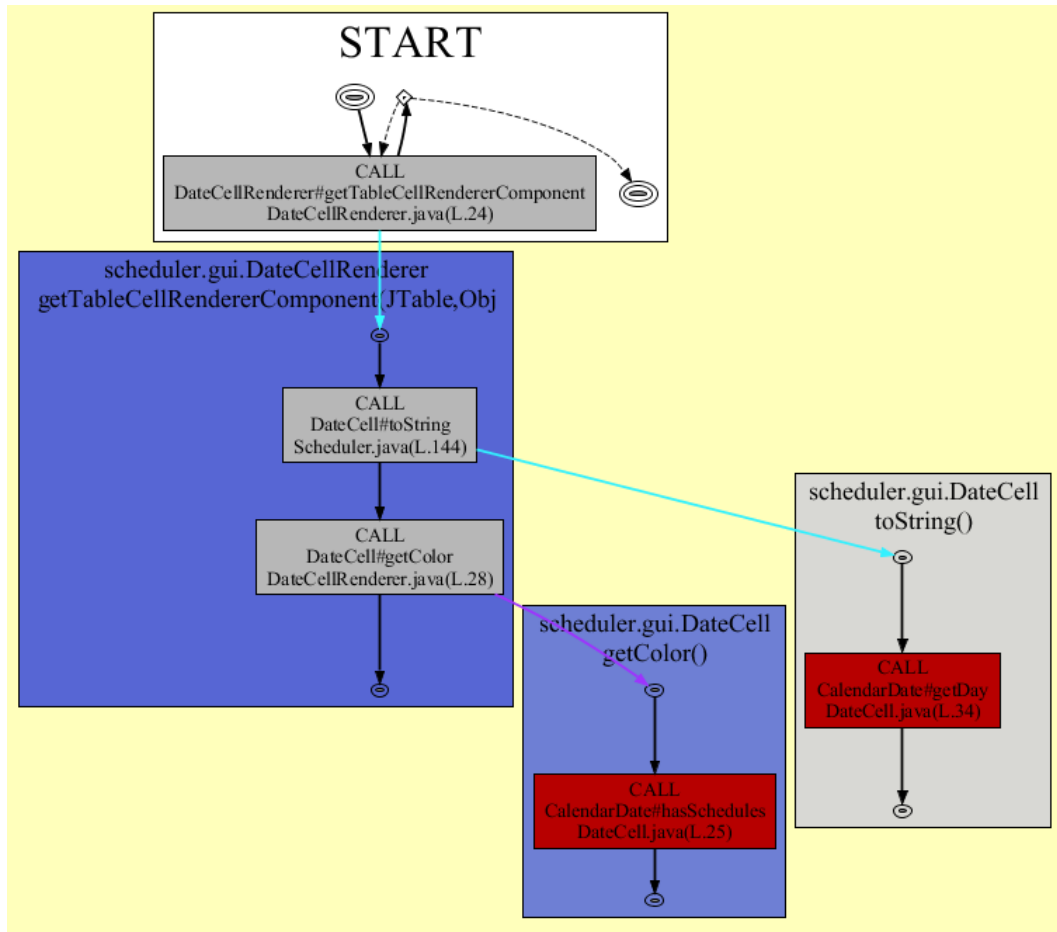 START
CALL
DateCellRenderer#getTableCellRendererComponent
DateCellRenderer.java(L.24)
scheduler.gui.DateCellRenderer
getTableCellRendererComponent(JTable,Obj
CALL
DateCell#toString
Scheduler.java(L.144)
CALL
DateCell#getColor
DateCellRenderer.java(L.28)
scheduler.gui.DateCell
toString()
CALL
CalendarDate#getDay
DateCell.java(L.34)
scheduler.gui.DateCell
getColor()
CALL
CalendarDate#hasSchedules
DateCell.java(L.25)